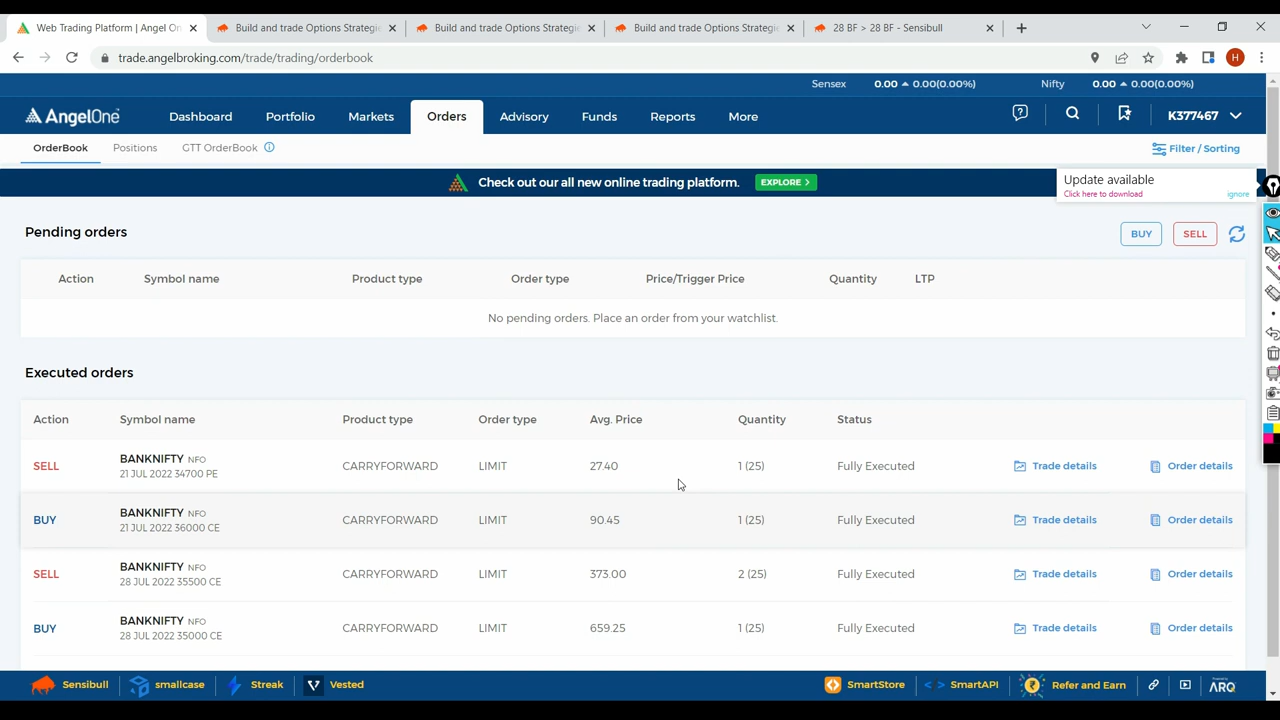 Web Trading Platform | Angel On
Build and trade Options Strategi
Build and trade Options Strategi
Build and trade Options Strategi
28 BF > 28 BF - Sensibull
trade.angelbroking.com/trade/trading/orderbook
H
Sensex 0.00 0.00(0.00%) Nifty 0.00 0.00(0.00%)
AngelOne Dashboard Portfolio Markets Orders Advisory Funds Reports More K377467
OrderBook Positions GTT OrderBook Filter / Sorting
Check out our all new online trading platform. EXPLORE >
Update available
Click here to download ignore
Pending orders BUY SELL
Action Symbol name Product type Order type Price/Trigger Price Quantity LTP
No pending orders. Place an order from your watchlist.
Executed orders
Action Symbol name Product type Order type Avg. Price Quantity Status
SELL BANKNIFTY NFO CARRYFORWARD LIMIT 27.40 1 (25) Fully Executed Trade details Order details
21 JUL 2022 34700 PE
BUY BANKNIFTY NFO CARRYFORWARD LIMIT 90.45 1 (25) Fully Executed Trade details Order details
21 JUL 2022 36000 CE
SELL BANKNIFTY NFO CARRYFORWARD LIMIT 373.00 2 (25) Fully Executed Trade details Order details
28 JUL 2022 35500 CE
BUY BANKNIFTY NFO CARRYFORWARD LIMIT 659.25 1 (25) Fully Executed Trade details Order details
28 JUL 2022 35000 CE
Sensibull smallcase Streak Vested SmartStore SmartAPI Refer and Earn ARQ